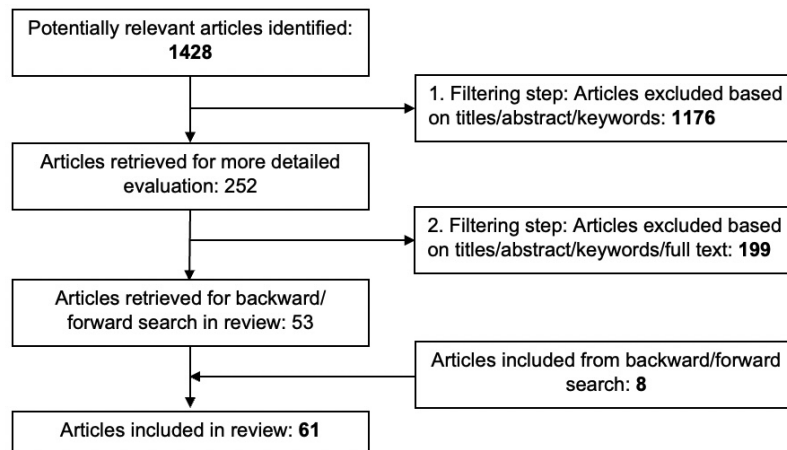 Potentially relevant articles identified:
1428
1. Filtering step: Articles excluded based
on titles/abstract/keywords: 1176
Articles retrieved for more detailed
evaluation: 252
2. Filtering step: Articles excluded based
on titles/abstract/keywords/full text: 199
Articles retrieved for backward/
forward search in review: 53
Articles included from backward/forward
search: 8
Articles included in review: 61